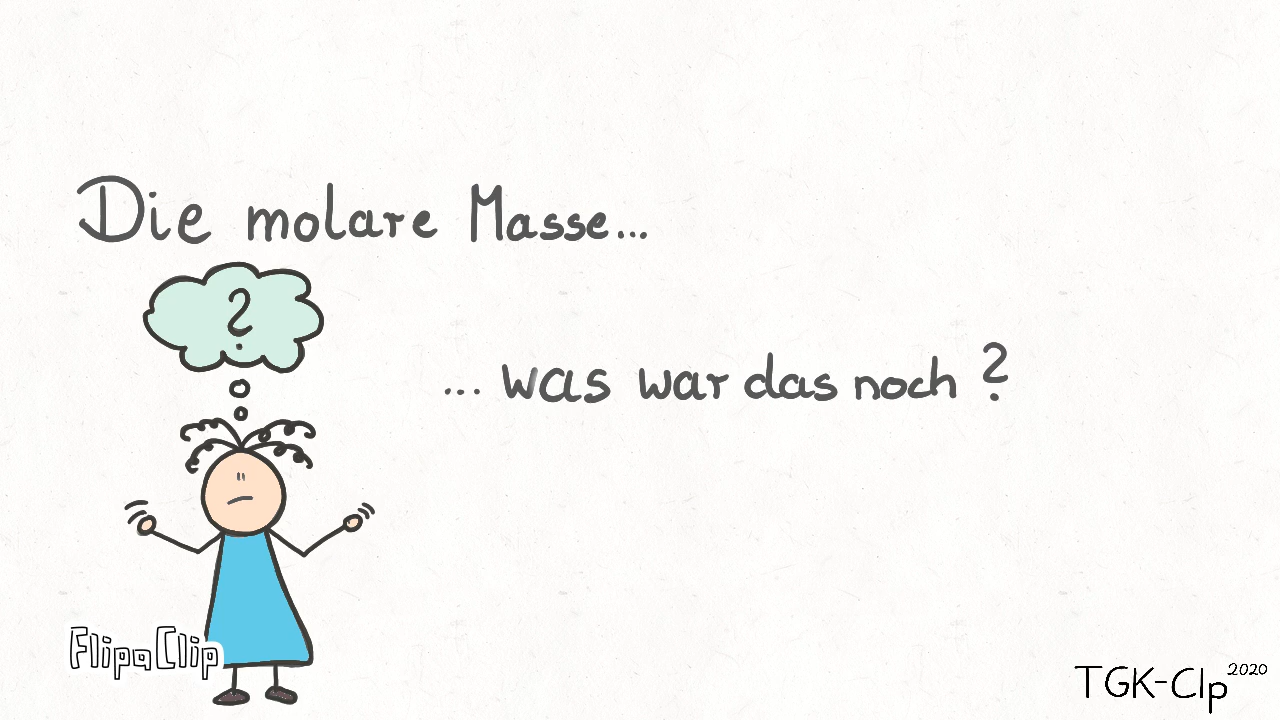 Die molare Masse...
?
... was war das noch ?
FlipaClip
TGK-Clp 2020